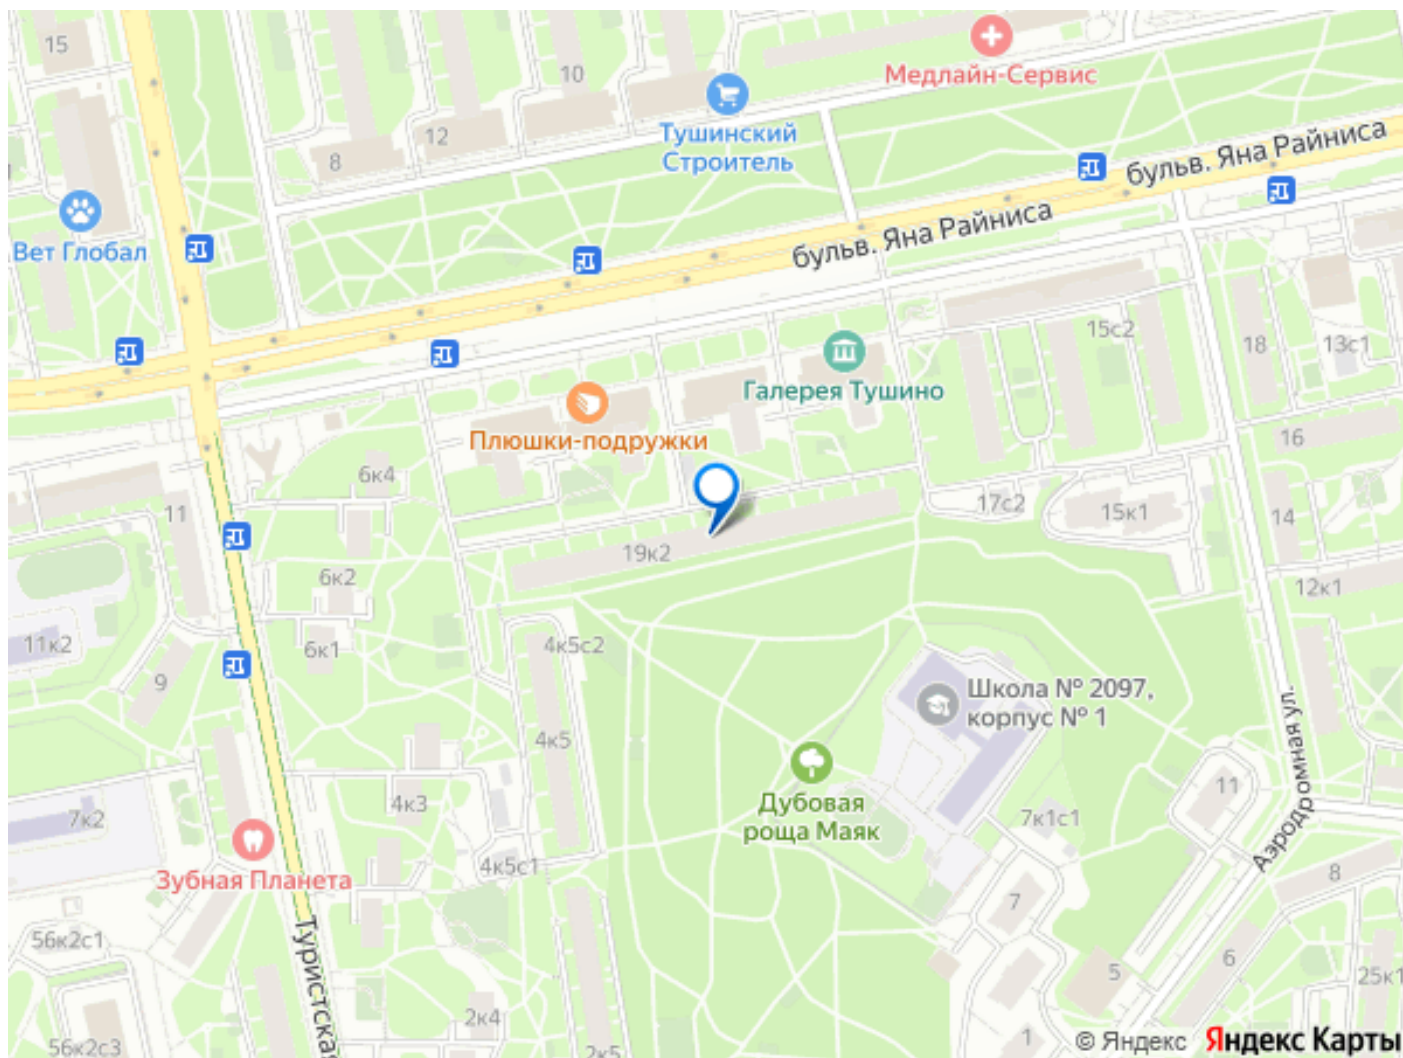 15
10
Медлайн-Сервис
12
Тушинский
Строитель
8
бульв. Яна Райниса
Вет Глобал
бульв. Яна Райниса
15с2
18
13с1
Галерея Тушино
Плюшки-подружки
16
6к4
11
17с2
15к1
14
19к2
6к2
12к1
11к2
6к1
4к5с2
9
Школа № 2097,
корпус № 1
4к5
Аэродромная ул.
11
4к3
Дубовая
роща Маяк
7к2
7к1с1
4к5с1
8
Зубная Планета
7
56к2с1
Туристская
6
5
25к1
2к4
1
56к2с3
2к5
© Яндекс Яндекс Карты